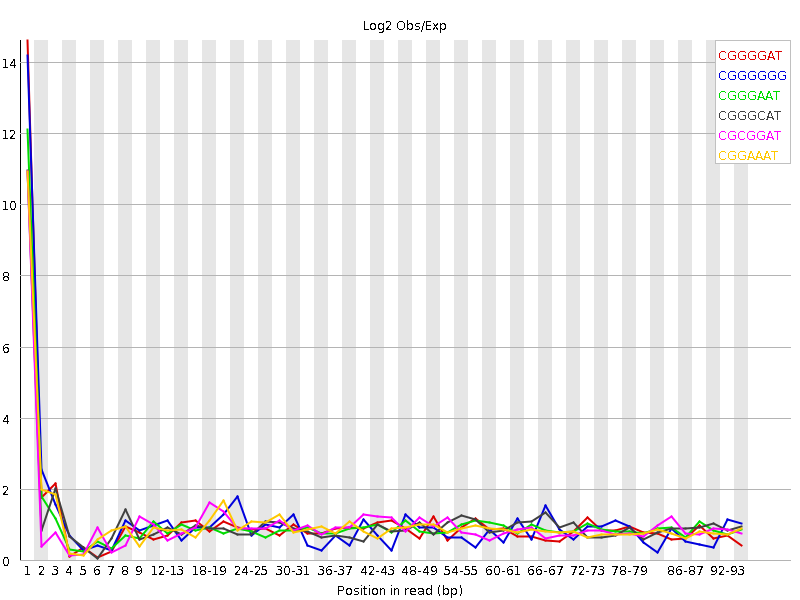 Log2 Obs/Exp
CGGGGAT
CGGGGGG
CGGGAAT
CGGGCAT
CGCGGAT
CGGAAAT
14
12
10
8
6
4
2
0
1 2 3 4 5 6 7 8 9 12-13 18-19 24-25 30-31 36-37 42-43 48-49 54-55 60-61 66-67 72-73 78-79 86-87 92-93
Position in read (bp)